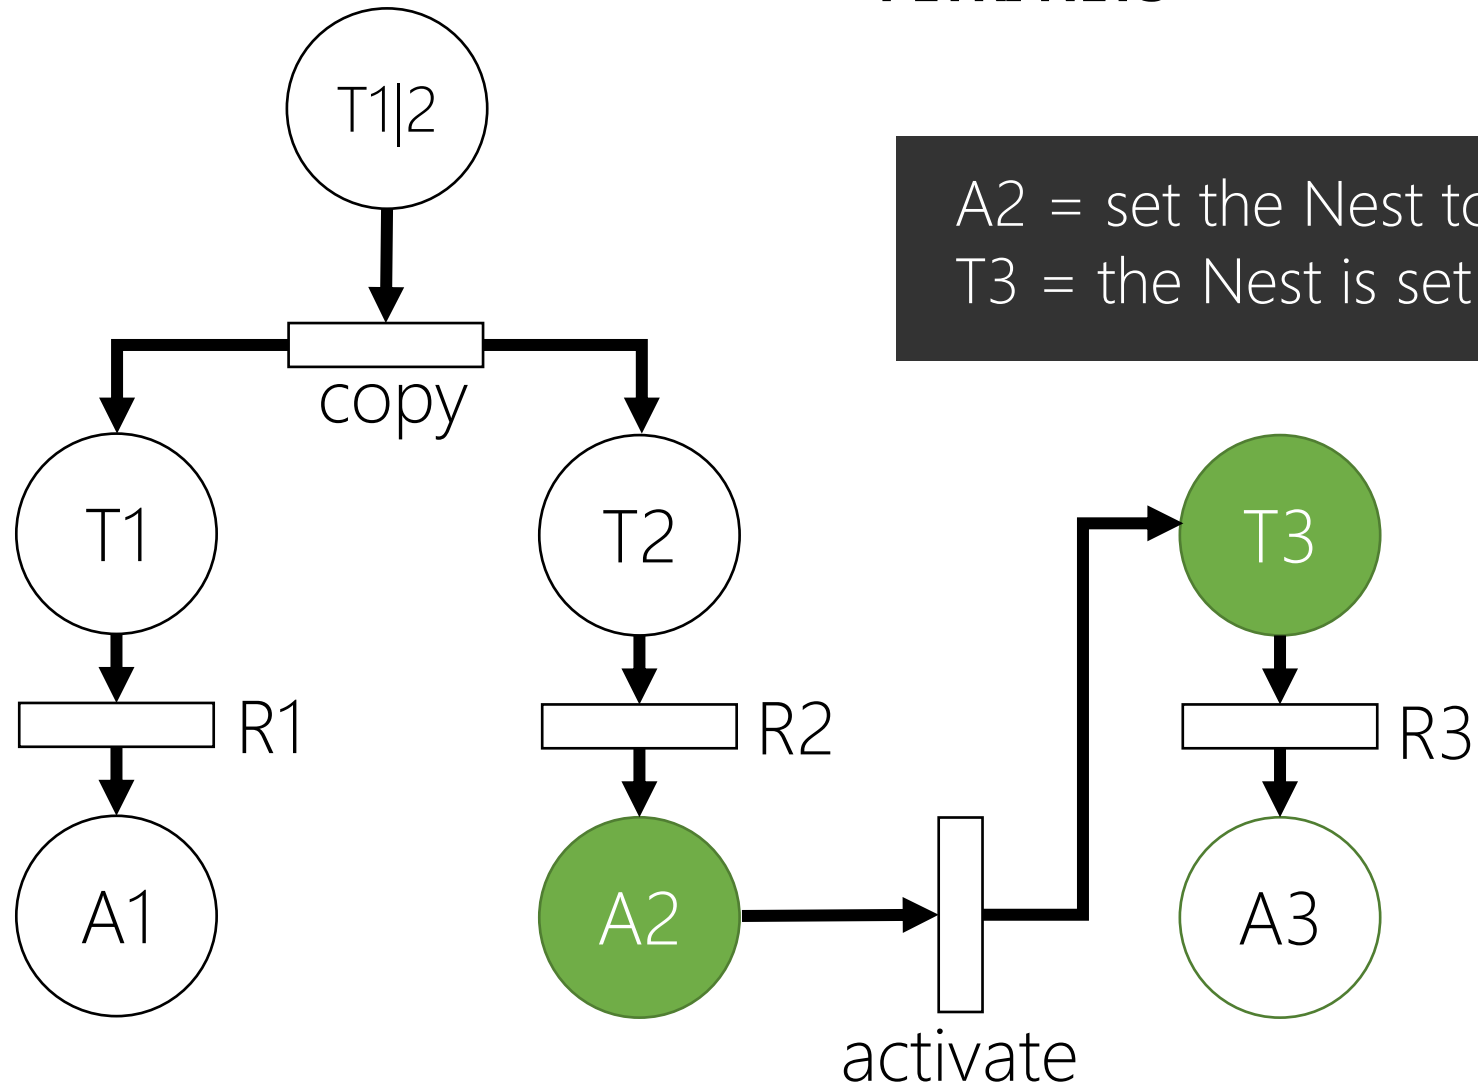 T1|2
A2 = set the Nest to
T3 = the Nest is set
copy
T1
T2
T3
R1
R2
R3
A1
A2
A3
activate